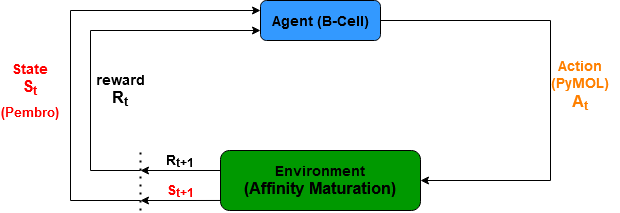 Agent (B-Cell)
State
St
(Pembro)
reward
Rt
Action
(PyMOL)
At
Rt+1
St+1
Environment
(Affinity Maturation)